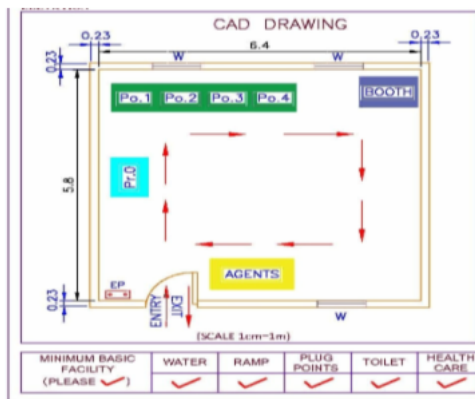 CAD DRAWING
0.23
6.4
0.23
0.23
W
W
Po.1
Po.2
Po.3
Po.4
BOOTH
5.8
Pr.0
AGENTS
EP
0.23
ENTRY
EXIT
W
(SCALE 1cm=1m)
MINIMUM BASIC
FACILITY
(PLEASE ✓)
WATER
RAMP
PLUG
POINTS
TOILET
HEALTH
CARE